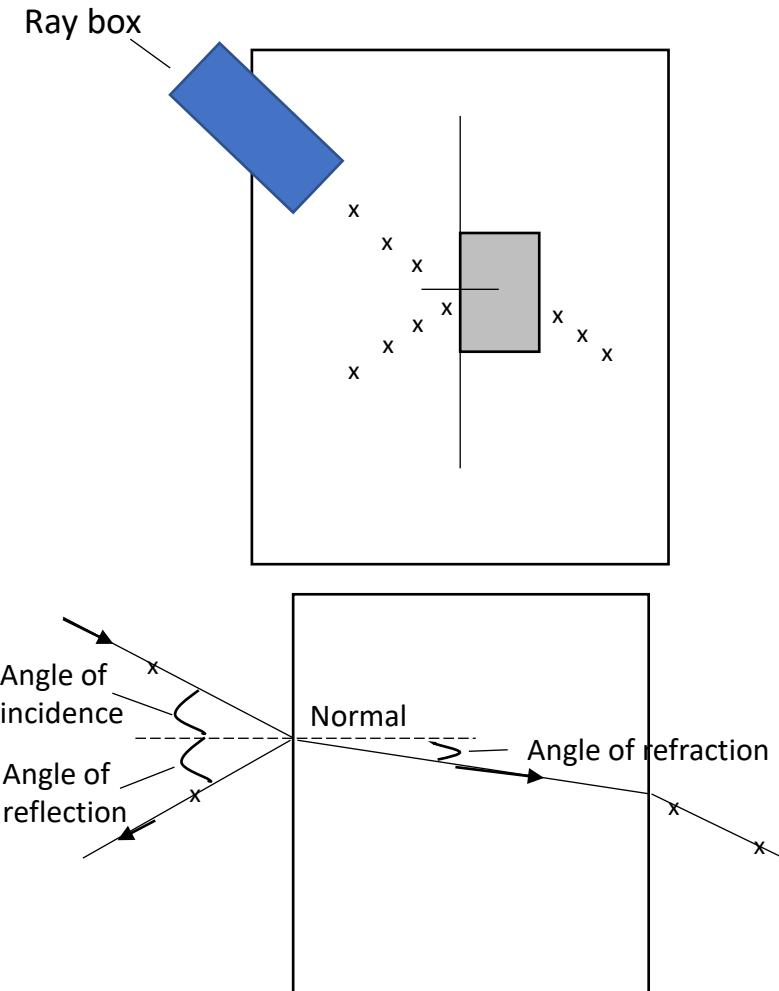 Ray box
x
x
x
x
x
x
x
x
x
x
x
Angle of
incidence
Normal
Angle of refraction
Angle of
reflection
x
x
x
x